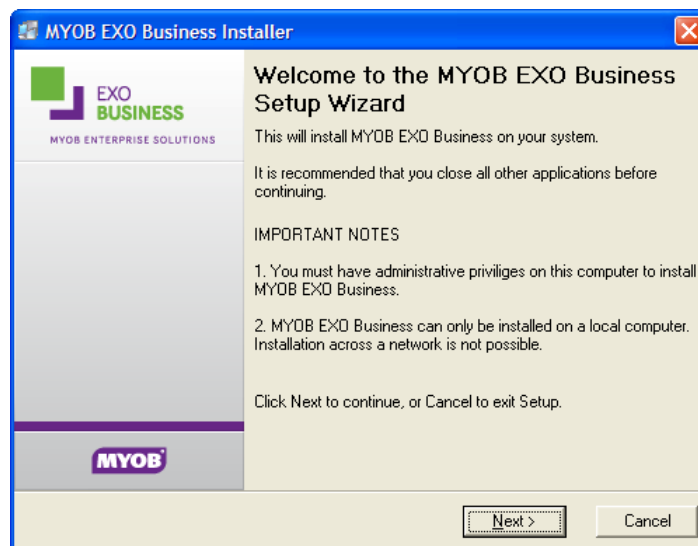 MYOB EXO Business Installer
EXO
BUSINESS
MYOB ENTERPRISE SOLUTIONS
Welcome to the MYOB EXO Business
Setup Wizard
This will install MYOB EXO Business on your system.
It is recommended that you close all other applications before
continuing.
IMPORTANT NOTES
1. You must have administrative priviliges on this computer to install
MYOB EXO Business.
2. MYOB EXO Business can only be installed on a local computer.
Installation across a network is not possible.
Click Next to continue, or Cancel to exit Setup.
MYOB
Next >
Cancel